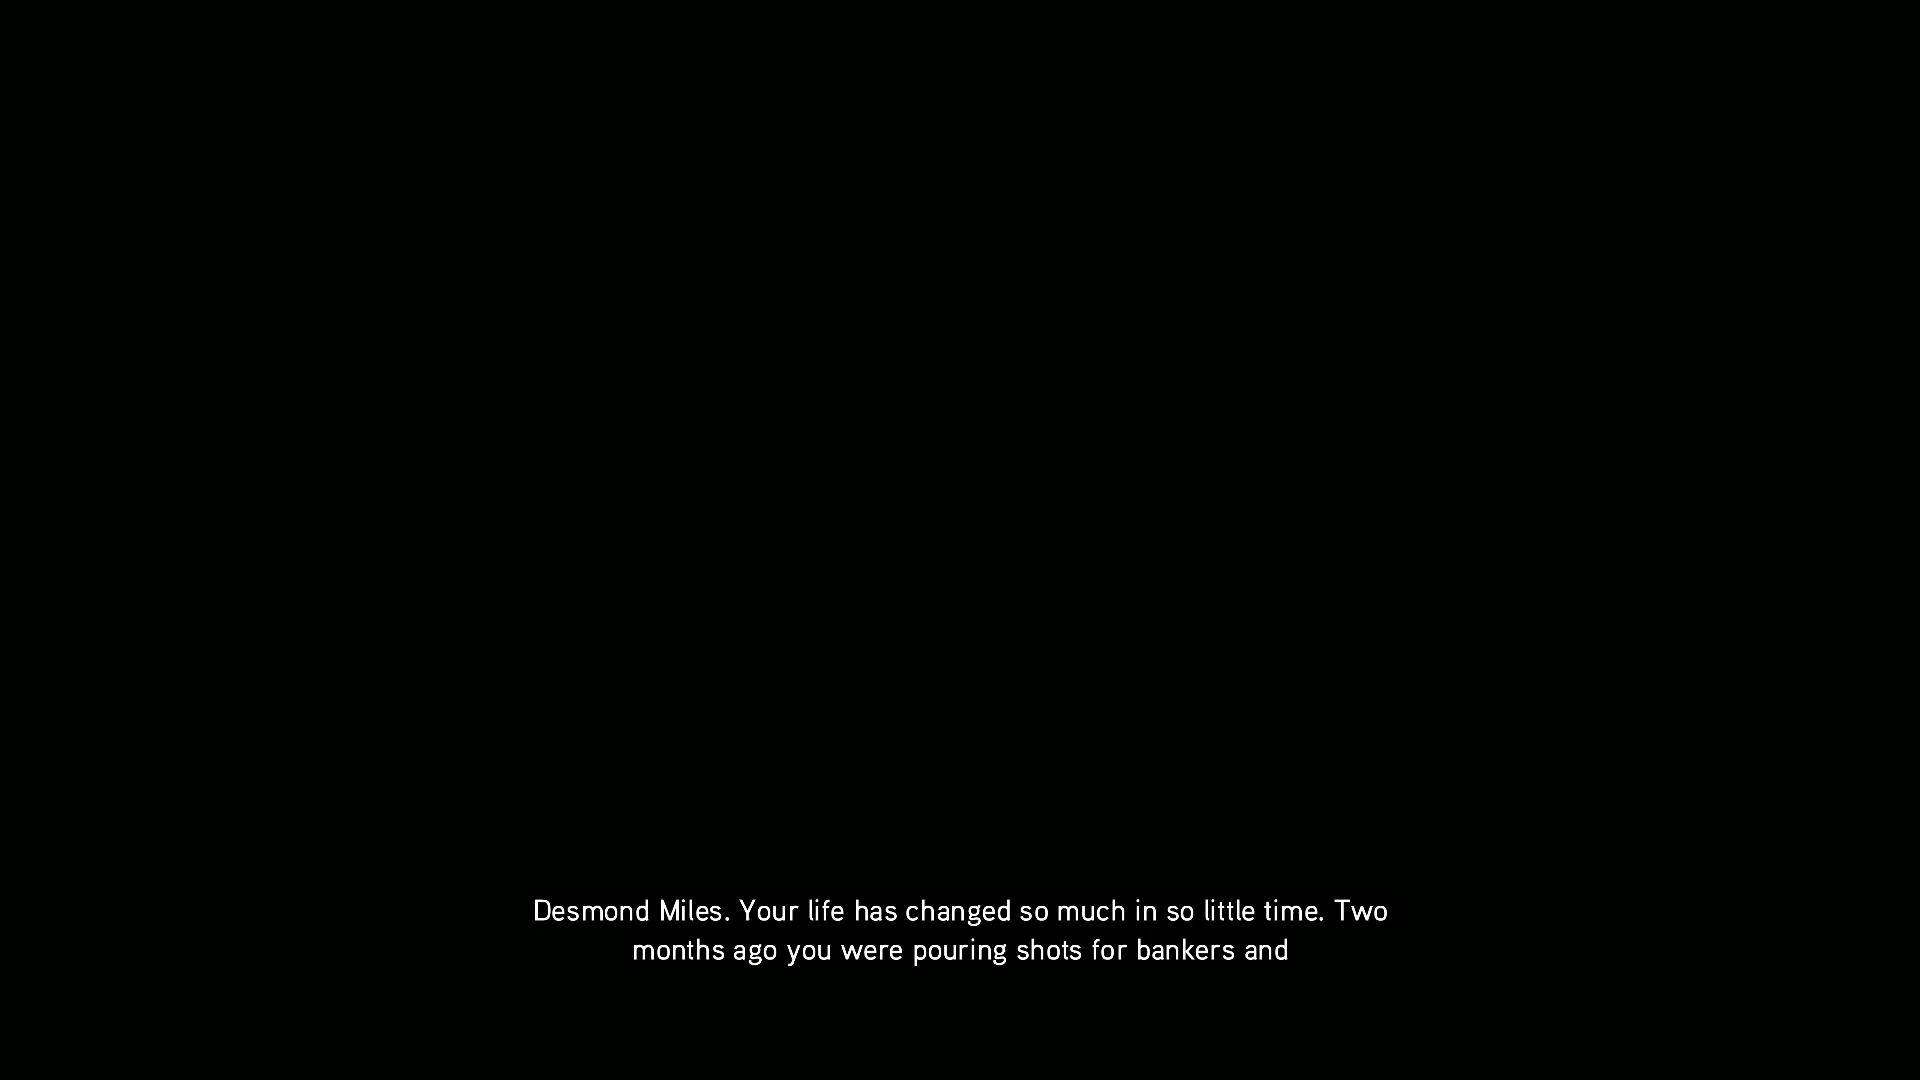 Desmond Miles. Your life has changed so much in so little time. Two
months ago you were pouring shots for bankers and